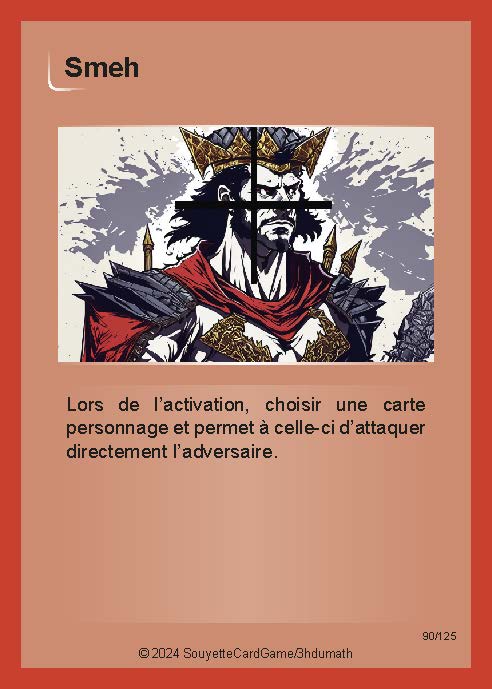 Smeh
Lors de l’activation, choisir une carte
personnage et permet à celle-ci d’attaquer
directement l’adversaire.
90/125
© 2024 SouyetteCardGame/3hdumath